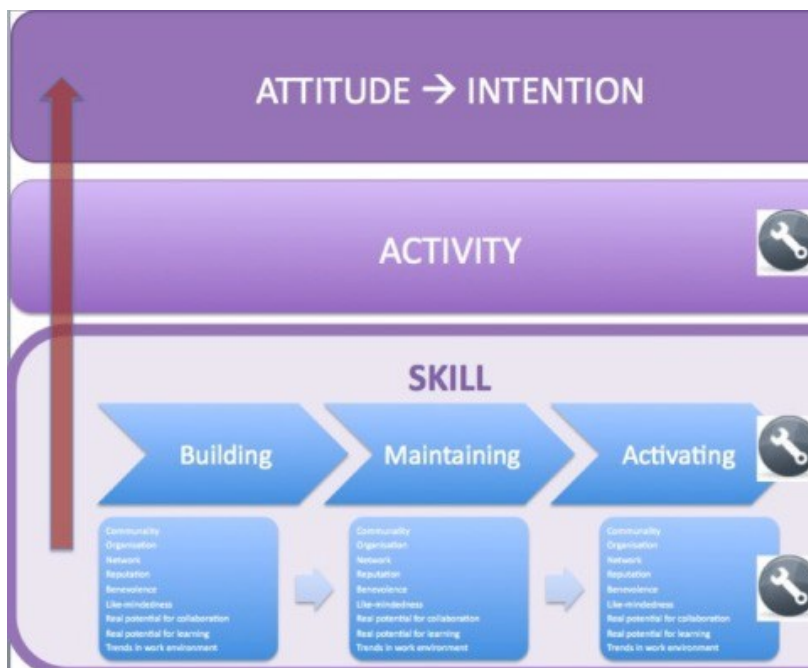 ATTITUDE → INTENTION
ACTIVITY
SKILL
Building
Maintaining
Activating
Communality
Organisation
Network
Reputation
Benevolence
Like-mindedness
Real potential for collaboration
Real potential for learning
Trends in work environment
Communality
Organisation
Network
Reputation
Benevolence
Like-mindedness
Real potential for collaboration
Real potential for learning
Trends in work environment
Communality
Organisation
Network
Reputation
Benevolence
Like-mindedness
Real potential for collaboration
Real potential for learning
Trends in work environment